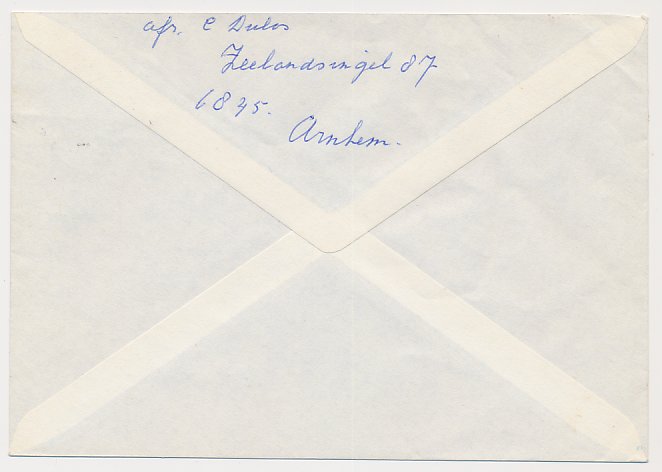 afz. C Dulos
Zeelandsingel 87
6845.
Arnhem.